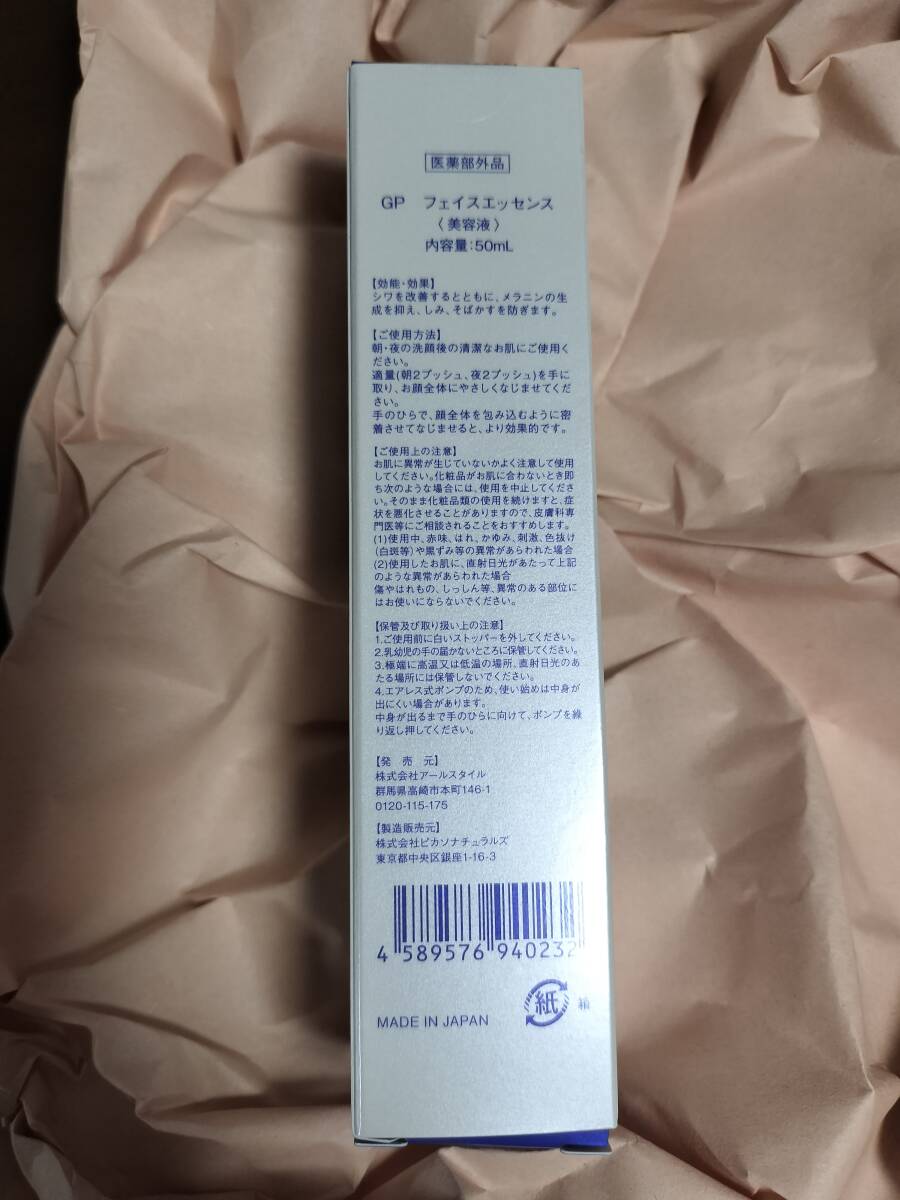 医薬部外品
GP フェイスエッセンス
〈美容液〉
内容量:50mL
【効能・効果】
シワを改善するとともに、メラニンの生
成を抑え、しみ、そばかすを防ぎます。
【ご使用方法】
朝・夜の洗顔後の清潔なお肌にご使用く
ださい。
適量(朝2プッシュ、夜2プッシュ)を手に
取り、お顔全体にやさしくなじませてくだ
さい。
手のひらで、顔全体を包み込むように密
着させてなじませると、より効果的です。
【ご使用上の注意】
お肌に異常が生じていないかよく注意して使用
してください。化粧品がお肌に合わないとき即
ち次のような場合には、使用を中止してくださ
い。そのまま化粧品類の使用を続けますと、症
状を悪化させることがありますので、皮膚科専
門医等にご相談されることをおすすめします。
(1)使用中、赤味、はれ、かゆみ、刺激、色抜け
(白斑等)や黒ずみ等の異常があらわれた場合
(2)使用したお肌に、直射日光があたって上記
のような異常があらわれた場合
傷やはれもの、しっしん等、異常のある部位に
はお使いにならないでください。
【保管及び取り扱い上の注意】
1.ご使用前に白いストッパーを外してください。
2.乳幼児の手の届かないところに保管してください。
3.極端に高温又は低温の場所、直射日光のあ
たる場所には保管しないでください。
4.エアレス式ポンプのため、使い始めは中身が
出にくい場合があります。
中身が出るまで手のひらに向けて、ポンプを繰
り返し押してください。
【発売元】
株式会社アールスタイル
群馬県高崎市本町146-1
0120-115-175
【製造販売元】
株式会社ピカソナチュラルズ
東京都中央区銀座1-16-3
4 589576 940232
紙 箱
MADE IN JAPAN